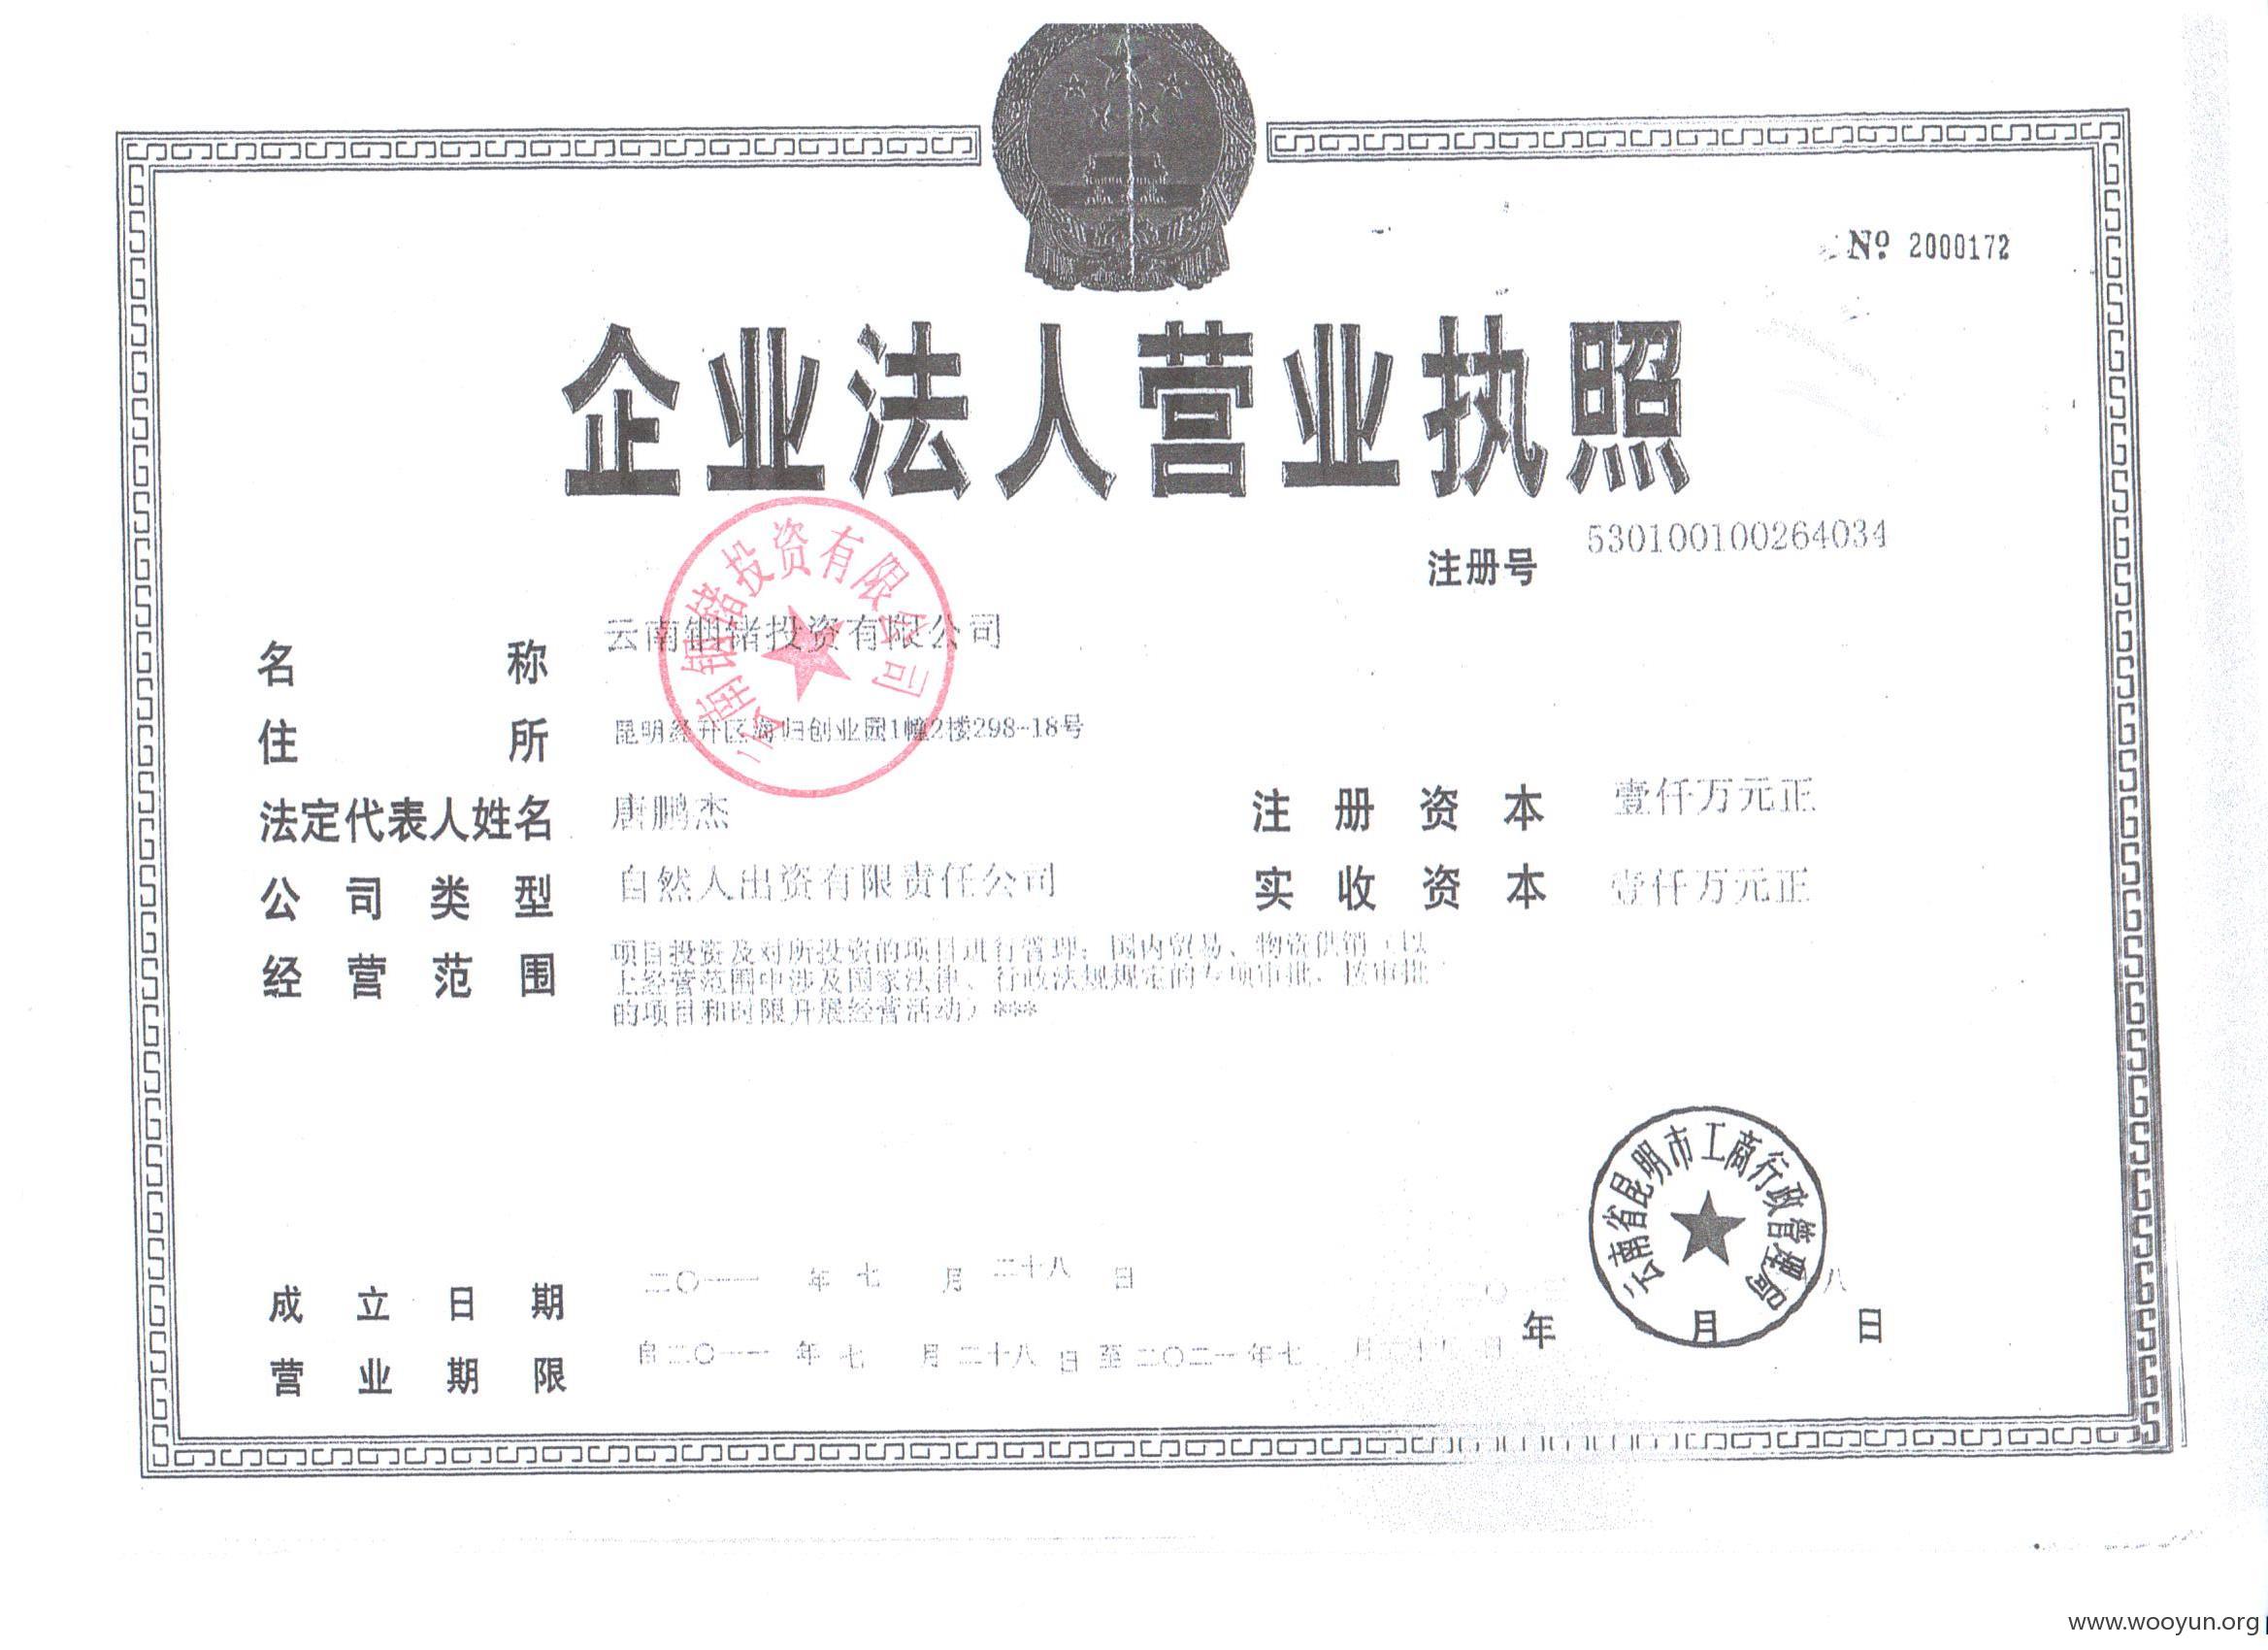 No. 2000172
企业法人营业执照
注册号 530100100264034
名称 云南铟储投资有限公司
住所 昆明经开区海归创业园1幢2楼298-18号
法定代表人姓名 唐鹏杰
注册资本 壹仟万元正
公司类型 自然人出资有限责任公司
实收资本 壹仟万元正
经营范围 项目投资及对所投资的项目进行管理；国内贸易、物资供销（以
上经营范围中涉及国家法律、行政法规规定的专项审批，按审批
的项目和时限开展经营活动）***
云南铟储投资有限公司
云南省昆明市工商行政管理局
成立日期 二〇一一年七月二十八日
年 月 日
营业期限 自二〇一一年七月二十八日至二〇二一年七月二十 日
www.wooyun.org